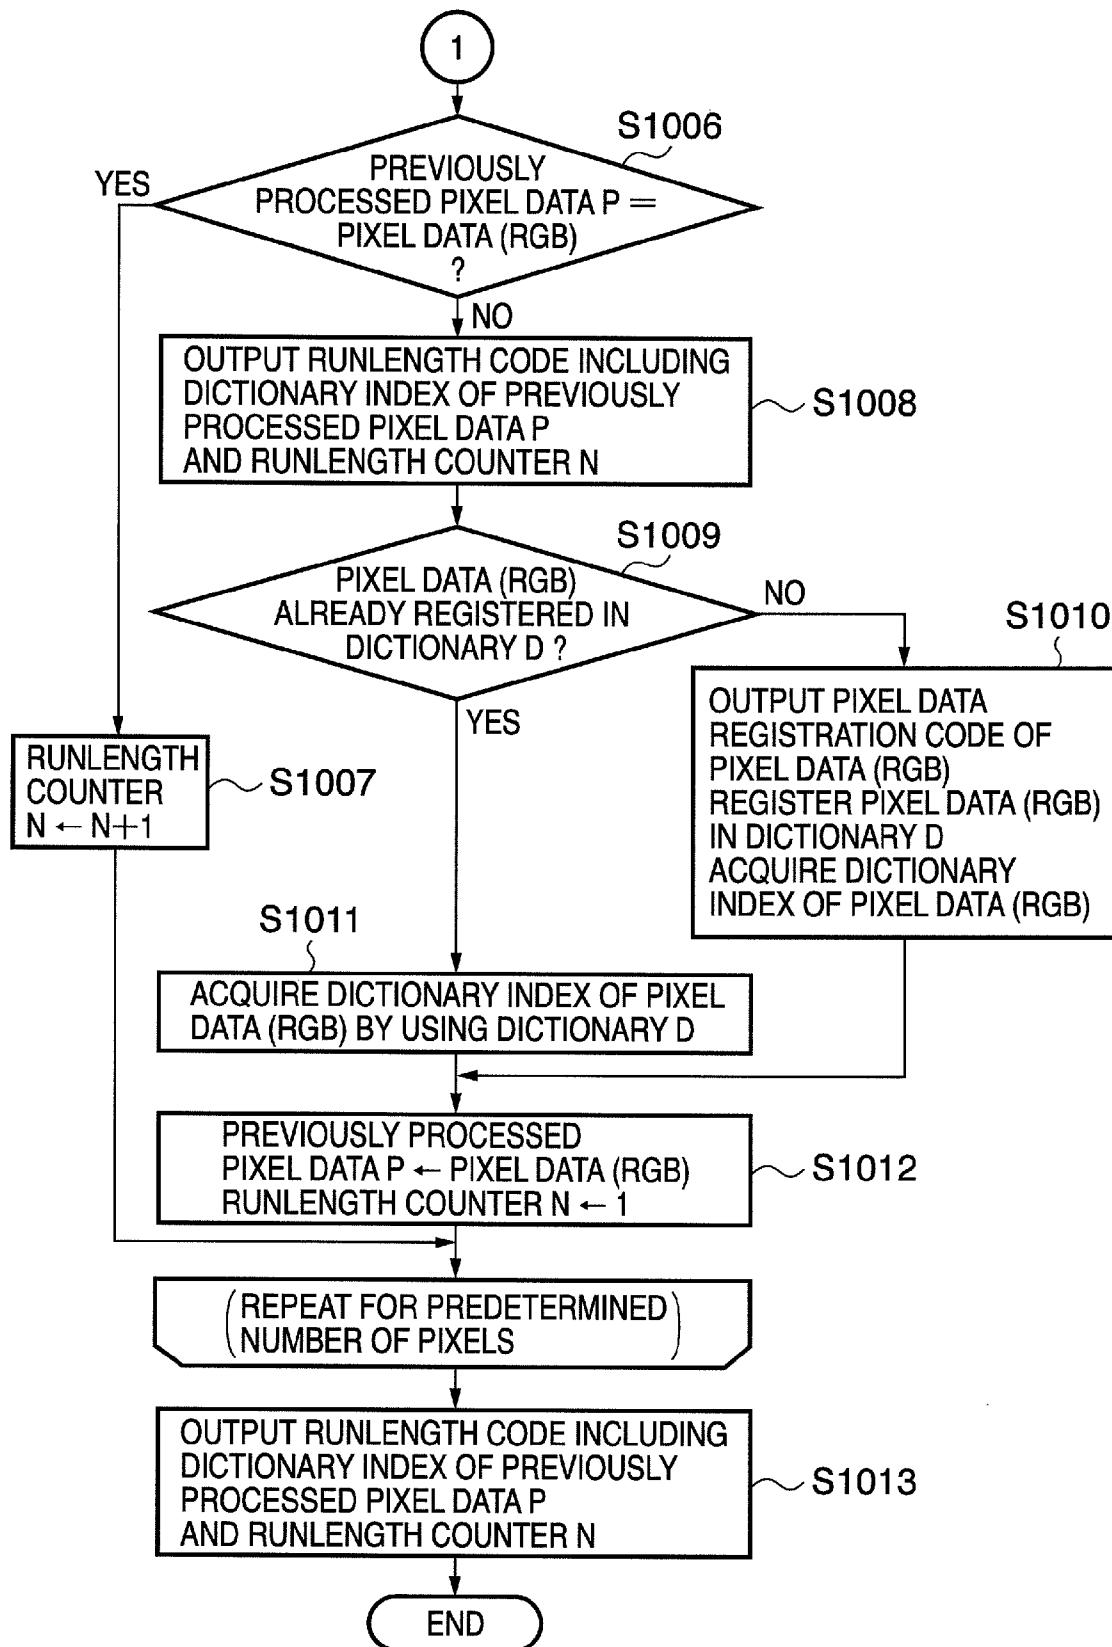 1
S1006
YES
PREVIOUSLY
PROCESSED PIXEL DATA P =
PIXEL DATA (RGB)
?
NO
OUTPUT RUNLENGTH CODE INCLUDING
DICTIONARY INDEX OF PREVIOUSLY
PROCESSED PIXEL DATA P
AND RUNLENGTH COUNTER N
S1008
S1009
PIXEL DATA (RGB)
ALREADY REGISTERED IN
DICTIONARY D ?
NO
YES
S1010
OUTPUT PIXEL DATA
REGISTRATION CODE OF
PIXEL DATA (RGB)
REGISTER PIXEL DATA (RGB)
IN DICTIONARY D
ACQUIRE DICTIONARY
INDEX OF PIXEL DATA (RGB)
RUNLENGTH
COUNTER
N ← N+1
S1007
S1011
ACQUIRE DICTIONARY INDEX OF PIXEL
DATA (RGB) BY USING DICTIONARY D
PREVIOUSLY PROCESSED
PIXEL DATA P ← PIXEL DATA (RGB)
RUNLENGTH COUNTER N ← 1
S1012
(REPEAT FOR PREDETERMINED
NUMBER OF PIXELS)
OUTPUT RUNLENGTH CODE INCLUDING
DICTIONARY INDEX OF PREVIOUSLY
PROCESSED PIXEL DATA P
AND RUNLENGTH COUNTER N
S1013
END